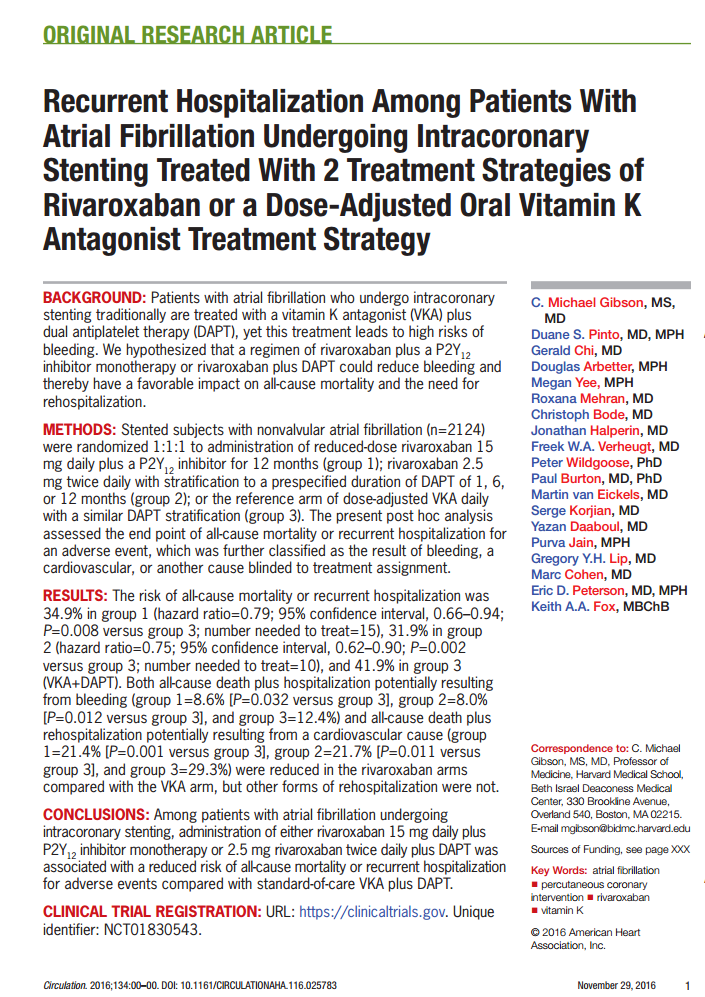 ORIGINAL RESEARCH ARTICLE
Recurrent Hospitalization Among Patients With
Atrial Fibrillation Undergoing Intracoronary
Stenting Treated With 2 Treatment Strategies of
Rivaroxaban or a Dose-Adjusted Oral Vitamin K
Antagonist Treatment Strategy
BACKGROUND: Patients with atrial fibrillation who undergo intracoronary
stenting traditionally are treated with a vitamin K antagonist (VKA) plus
dual antiplatelet therapy (DAPT), yet this treatment leads to high risks of
bleeding. We hypothesized that a regimen of rivaroxaban plus a P2Y12
inhibitor monotherapy or rivaroxaban plus DAPT could reduce bleeding and
thereby have a favorable impact on all-cause mortality and the need for
rehospitalization.
METHODS: Stented subjects with nonvalvular atrial fibrillation (n=2124)
were randomized 1:1:1 to administration of reduced-dose rivaroxaban 15
mg daily plus a P2Y12 inhibitor for 12 months (group 1); rivaroxaban 2.5
mg twice daily with stratification to a prespecified duration of DAPT of 1, 6,
or 12 months (group 2); or the reference arm of dose-adjusted VKA daily
with a similar DAPT stratification (group 3). The present post hoc analysis
assessed the end point of all-cause mortality or recurrent hospitalization for
an adverse event, which was further classified as the result of bleeding, a
cardiovascular, or another cause blinded to treatment assignment.
RESULTS: The risk of all-cause mortality or recurrent hospitalization was
34.9% in group 1 (hazard ratio=0.79; 95% confidence interval, 0.66–0.94;
P=0.008 versus group 3; number needed to treat=15), 31.9% in group
2 (hazard ratio=0.75; 95% confidence interval, 0.62–0.90; P=0.002
versus group 3; number needed to treat=10), and 41.9% in group 3
(VKA+DAPT). Both all-cause death plus hospitalization potentially resulting
from bleeding (group 1=8.6% [P=0.032 versus group 3], group 2=8.0%
[P=0.012 versus group 3], and group 3=12.4%) and all-cause death plus
rehospitalization potentially resulting from a cardiovascular cause (group
1=21.4% [P=0.001 versus group 3], group 2=21.7% [P=0.011 versus
group 3], and group 3=29.3%) were reduced in the rivaroxaban arms
compared with the VKA arm, but other forms of rehospitalization were not.
CONCLUSIONS: Among patients with atrial fibrillation undergoing
intracoronary stenting, administration of either rivaroxaban 15 mg daily plus
P2Y12 inhibitor monotherapy or 2.5 mg rivaroxaban twice daily plus DAPT was
associated with a reduced risk of all-cause mortality or recurrent hospitalization
for adverse events compared with standard-of-care VKA plus DAPT.
CLINICAL TRIAL REGISTRATION: URL: https://clinicaltrials.gov. Unique
identifier: NCT01830543.
C. Michael Gibson, MS,
MD
Duane S. Pinto, MD, MPH
Gerald Chi, MD
Douglas Arbetter, MPH
Megan Yee, MPH
Roxana Mehran, MD
Christoph Bode, MD
Jonathan Halperin, MD
Freek W.A. Verheugt, MD
Peter Wildgoose, PhD
Paul Burton, MD, PhD
Martin van Eickels, MD
Serge Korjian, MD
Yazan Daaboul, MD
Purva Jain, MPH
Gregory Y.H. Lip, MD
Marc Cohen, MD
Eric D. Peterson, MD, MPH
Keith A.A. Fox, MBChB
Correspondence to: C. Michael
Gibson, MS, MD, Professor of
Medicine, Harvard Medical School,
Beth Israel Deaconess Medical
Center, 330 Brookline Avenue,
Overland 540, Boston, MA 02215.
E-mail mgibson@bidmc.harvard.edu
Sources of Funding, see page XXX
Key Words: atrial fibrillation
■ percutaneous coronary
intervention ■ rivaroxaban
■ vitamin K
© 2016 American Heart
Association, Inc.
Circulation. 2016;134:00–00. DOI: 10.1161/CIRCULATIONAHA.116.025783
November 29, 2016 1